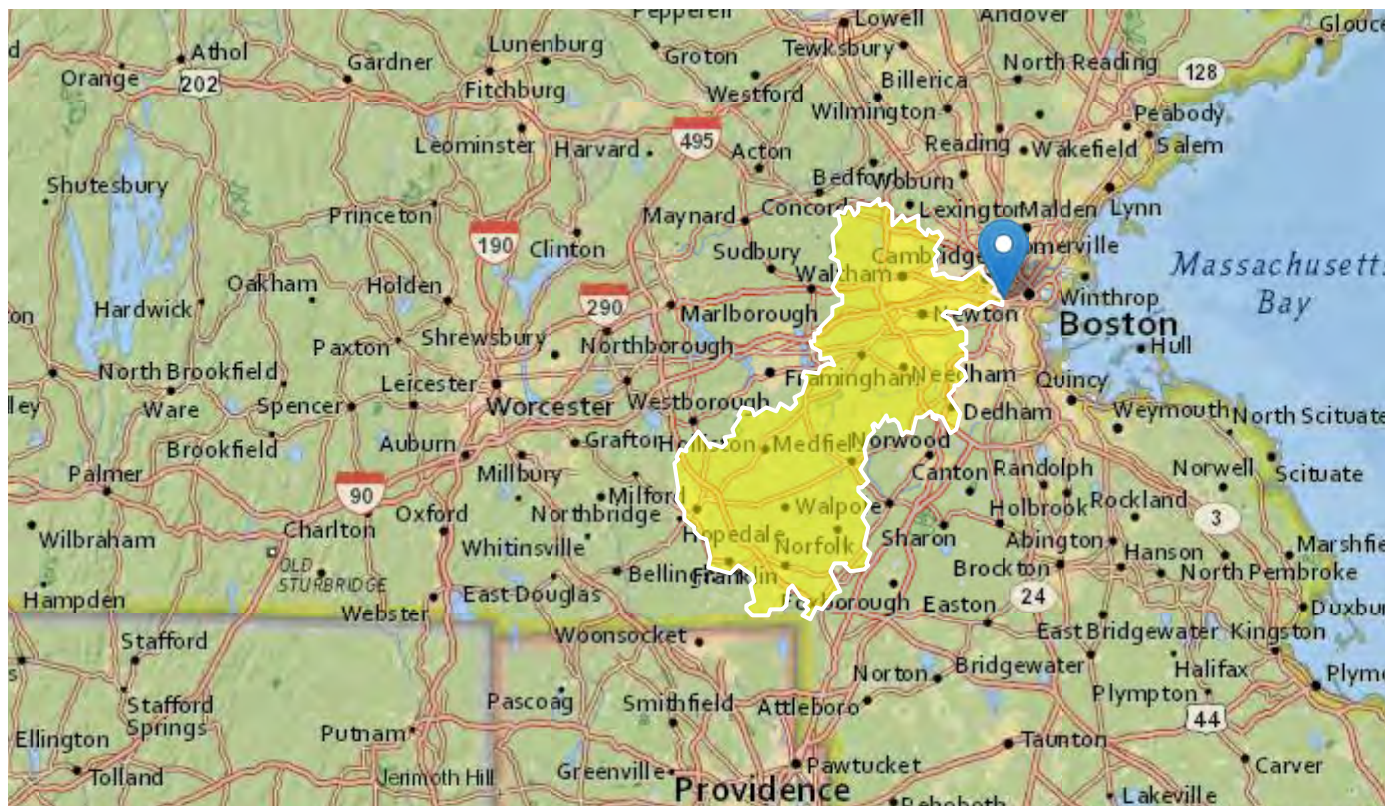 Pepperell
Lowell
Andover
Glouce
Athol
Lunenburg
Groton
Tewksbury
Orange
202
Gardner
Fitchburg
Westford
Billerica
North Reading
128
Wilmington
Peabody
Leominster
Harvard
495
Acton
Reading
Wakefield
Salem
Shutesbury
Bedford
Woburn
Princeton
Maynard
Concord
Lexington
Malden
Lynn
190
Clinton
Sudbury
Cambridge
omerville
Massachusett
Bay
Oakham
Holden
Waltham
Hardwick
290
Marlborough
Newton
Winthrop
Boston
on
Paxton
Shrewsbury
Northborough
Hull
North Brookfield
Leicester
Framingham
Needham
Quincy
lley
Ware
Spencer
Worcester
Westborough
Dedham
Weymouth
North Scituate
Brookfield
Auburn
Grafton
Holliston
Medfield
Norwood
Palmer
Millbury
Canton
Randolph
Norwell
Scituate
90
Milford
Walpole
Holbrook
Rockland
3
Wilbraham
Charlton
Oxford
Northbridge
Hopedale
Sharon
Abington
Whitinsville
Norfolk
Hanson
Marshfie
OLD
STURBRIDGE
Bellingh
Franklin
Brockton
North Pembroke
Hampden
Webster
East Douglas
Foxborough
Easton
24
Duxbur
Stafford
Woonsocket
East Bridgewater
Kingston
s
Norton
Bridgewater
Halifax
Plymo
Stafford
Springs
Pascoag
Smithfield
Attleboro
Plympton
44
Ellington
Putnam
Taunton
Tolland
Jerimoth Hill
Greenville
Pawtucket
Carver
Providence
Rehoboth
Lakeville